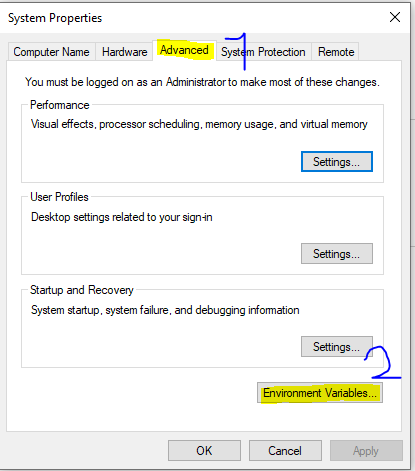 System Properties
Computer Name Hardware Advanced System Protection Remote
1
You must be logged on as an Administrator to make most of these changes.
Performance
Visual effects, processor scheduling, memory usage, and virtual memory
Settings...
User Profiles
Desktop settings related to your sign-in
Settings...
Startup and Recovery
System startup, system failure, and debugging information
Settings...
2
Environment Variables...
OK Cancel Apply